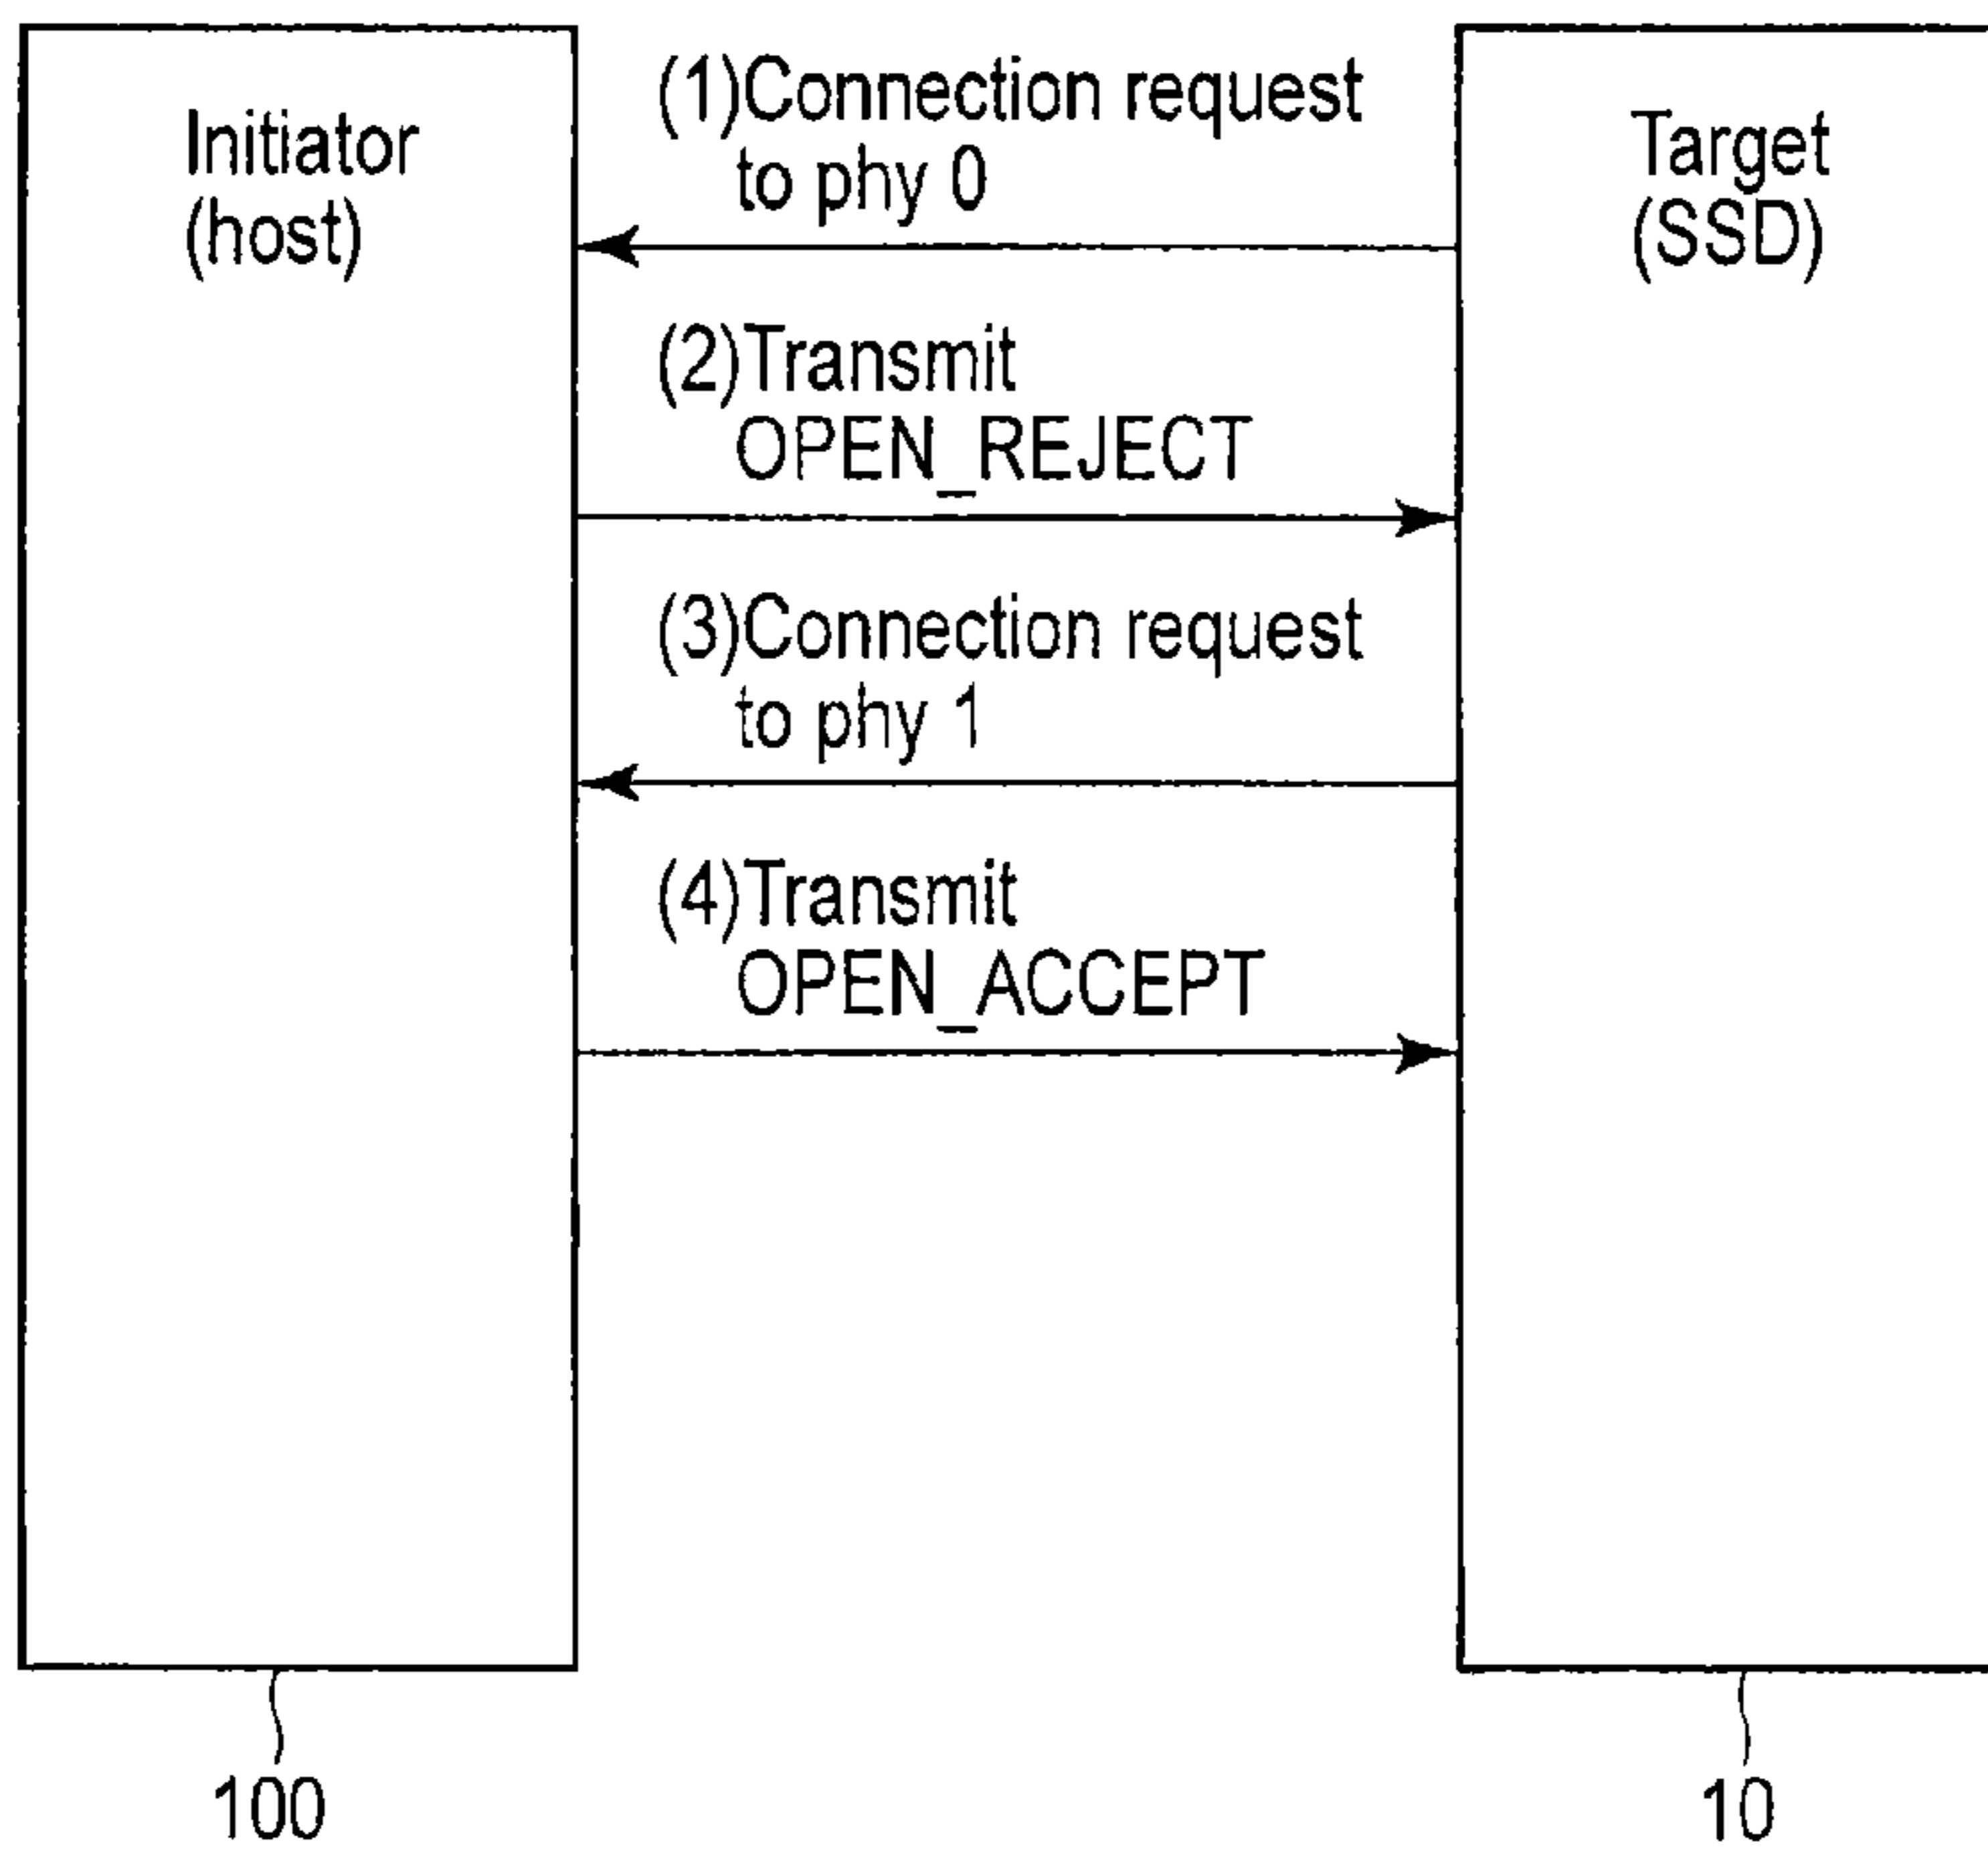 Initiator
(host)
(1)Connection request
to phy 0
Target
(SSD)
(2)Transmit
OPEN_REJECT
(3)Connection request
to phy 1
(4)Transmit
OPEN_ACCEPT
100
10